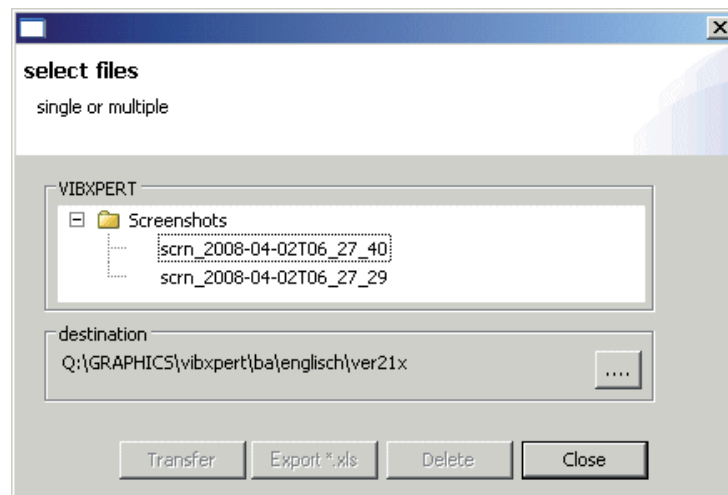 select files
single or multiple
VIBXPERT
Screenshots
scrn_2008-04-02T06_27_40
scrn_2008-04-02T06_27_29
destination
Q:\GRAPHICS\vibxpert\ba\englisch\ver21x
....
Transfer
Export *.xls
Delete
Close